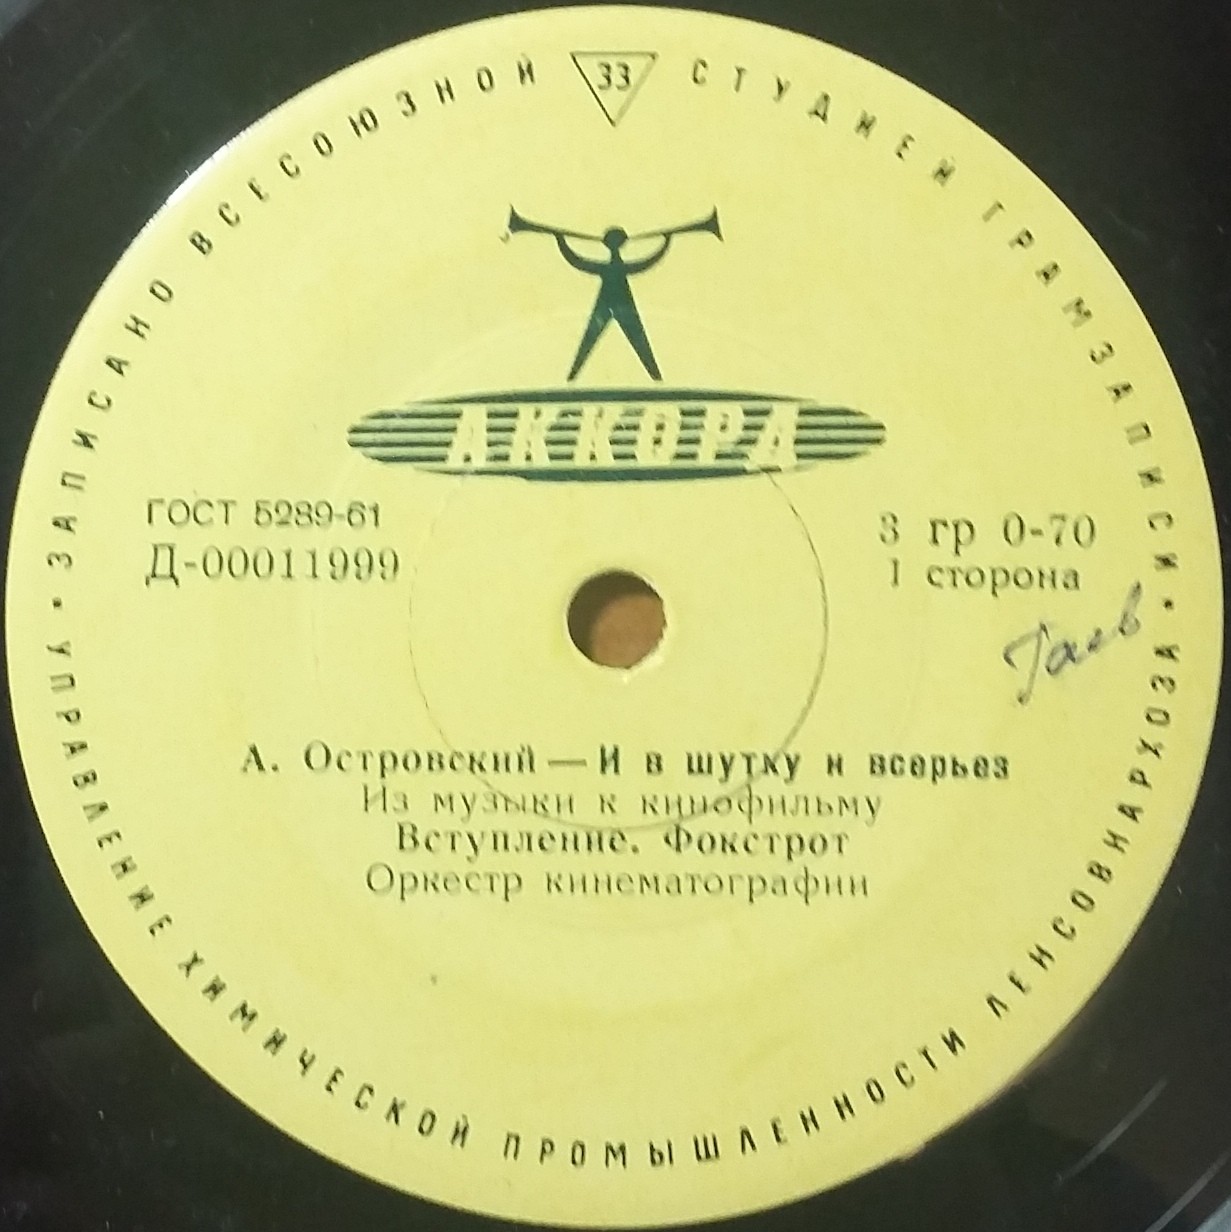 ЗАПИСАНО ВСЕСОЮЗНОЙ СТУДИЕЙ ГРАМЗАПИСИ
33
АККОРД
ГОСТ 5289-61
Д-00011999
3 гр 0-70
1 сторона
Гаев
А. Островский — И в шутку и всерьез
Из музыки к кинофильму
Вступление. Фокстрот
Оркестр кинематографии
УПРАВЛЕНИЕ ХИМИЧЕСКОЙ ПРОМЫШЛЕННОСТИ ЛЕНСОВНАРХОЗА